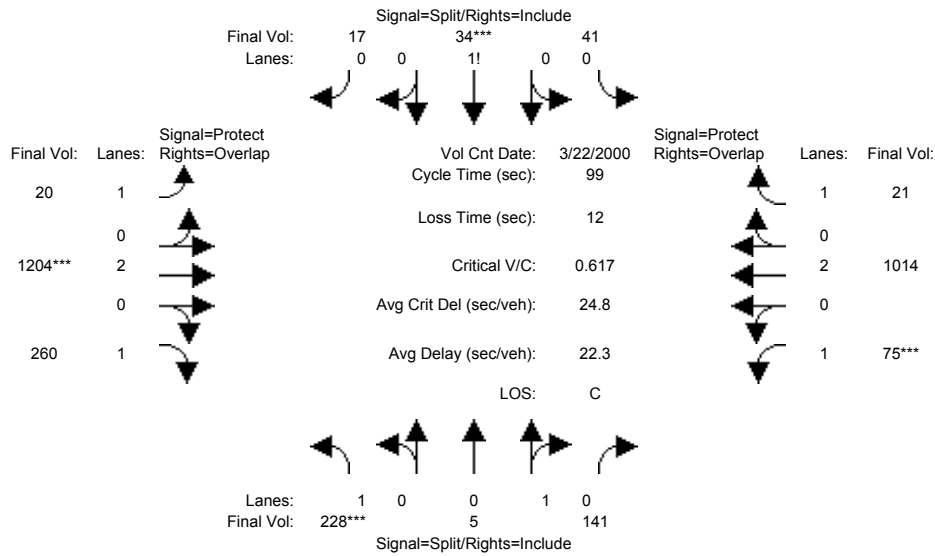 Signal=Split/Rights=Include
Final Vol: 17 34*** 41
Lanes: 0 0 1! 0 0
Signal=Protect Signal=Protect
Final Vol: Lanes: Rights=Overlap Vol Cnt Date: 3/22/2000 Rights=Overlap Lanes: Final Vol:
Cycle Time (sec): 99
20 1 1 21
Loss Time (sec): 12
0 0
1204*** 2 Critical V/C: 0.617 2 1014
0 Avg Crit Del (sec/veh): 24.8 0
260 1 Avg Delay (sec/veh): 22.3 1 75***
LOS: C
Lanes: 1 0 0 1 0
Final Vol: 228*** 5 141
Signal=Split/Rights=Include